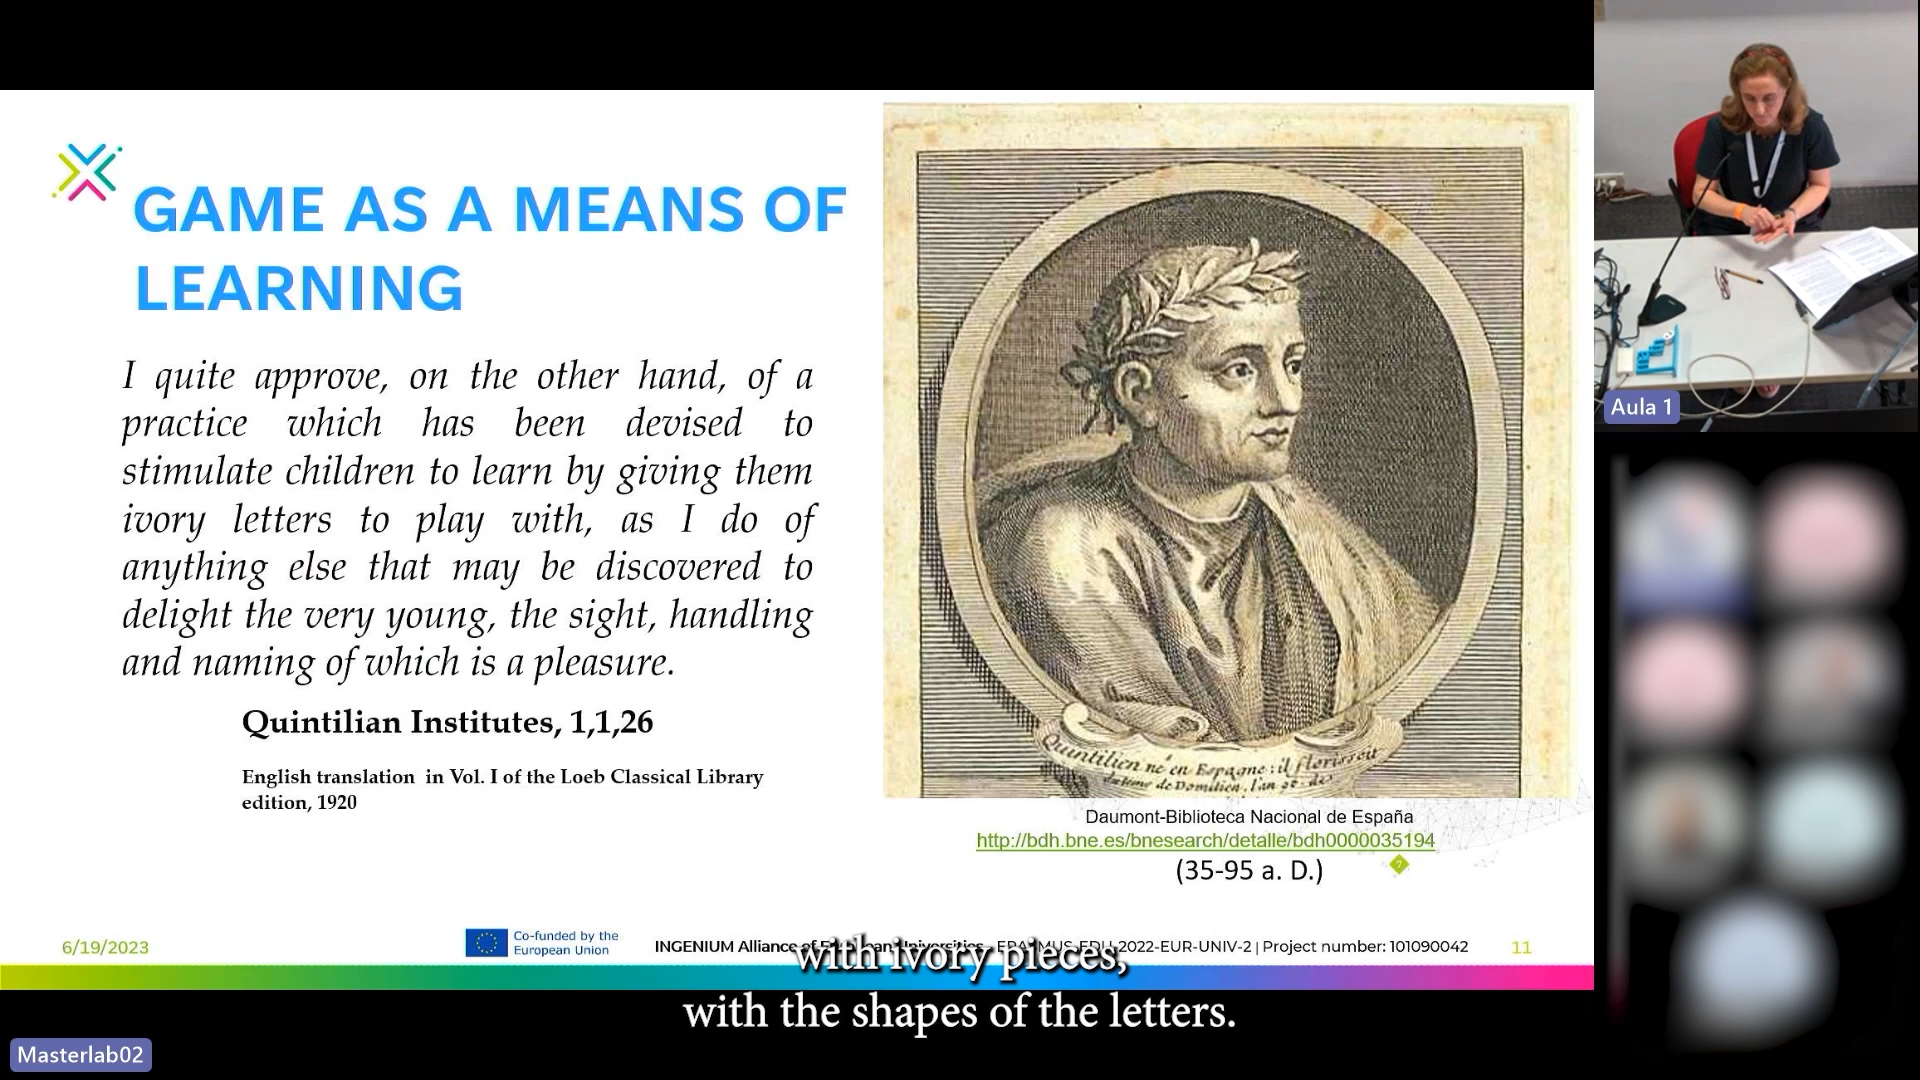 GAME AS A MEANS OF
LEARNING
I quite approve, on the other hand, of a
practice which has been devised to
stimulate children to learn by giving them
ivory letters to play with, as I do of
anything else that may be discovered to
delight the very young, the sight, handling
and naming of which is a pleasure.
Quintilian Institutes, 1,1,26
English translation in Vol. I of the Loeb Classical Library
edition, 1920
Quintilien né en Espagne: il florissoit
du tems de Domitien, l'an
Daumont-Biblioteca Nacional de España
http://bdh.bne.es/bnesearch/detalle/bdh0000035194
(35-95 a. D.)
7
6/19/2023
Co-funded by the
European Union
INGENIUM Alliance of European Universities - ERASMUS-EDU-2022-EUR-UNIV-2 | Project number: 101090042
11
with ivory pieces,
with the shapes of the letters.
Masterlab02
Aula 1